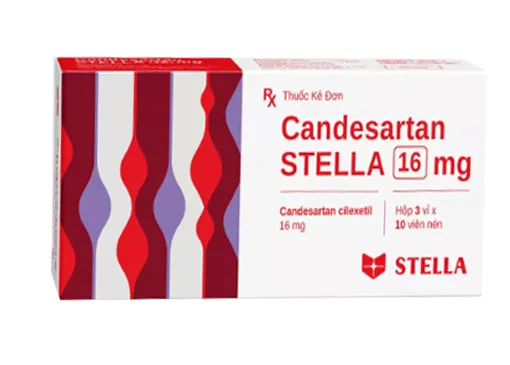 Rx Thuốc Kê Đơn
Candesartan
STELLA 16 mg
Candesartan cilexetil
16 mg
Hộp 3 vỉ x
10 viên nén
STELLA